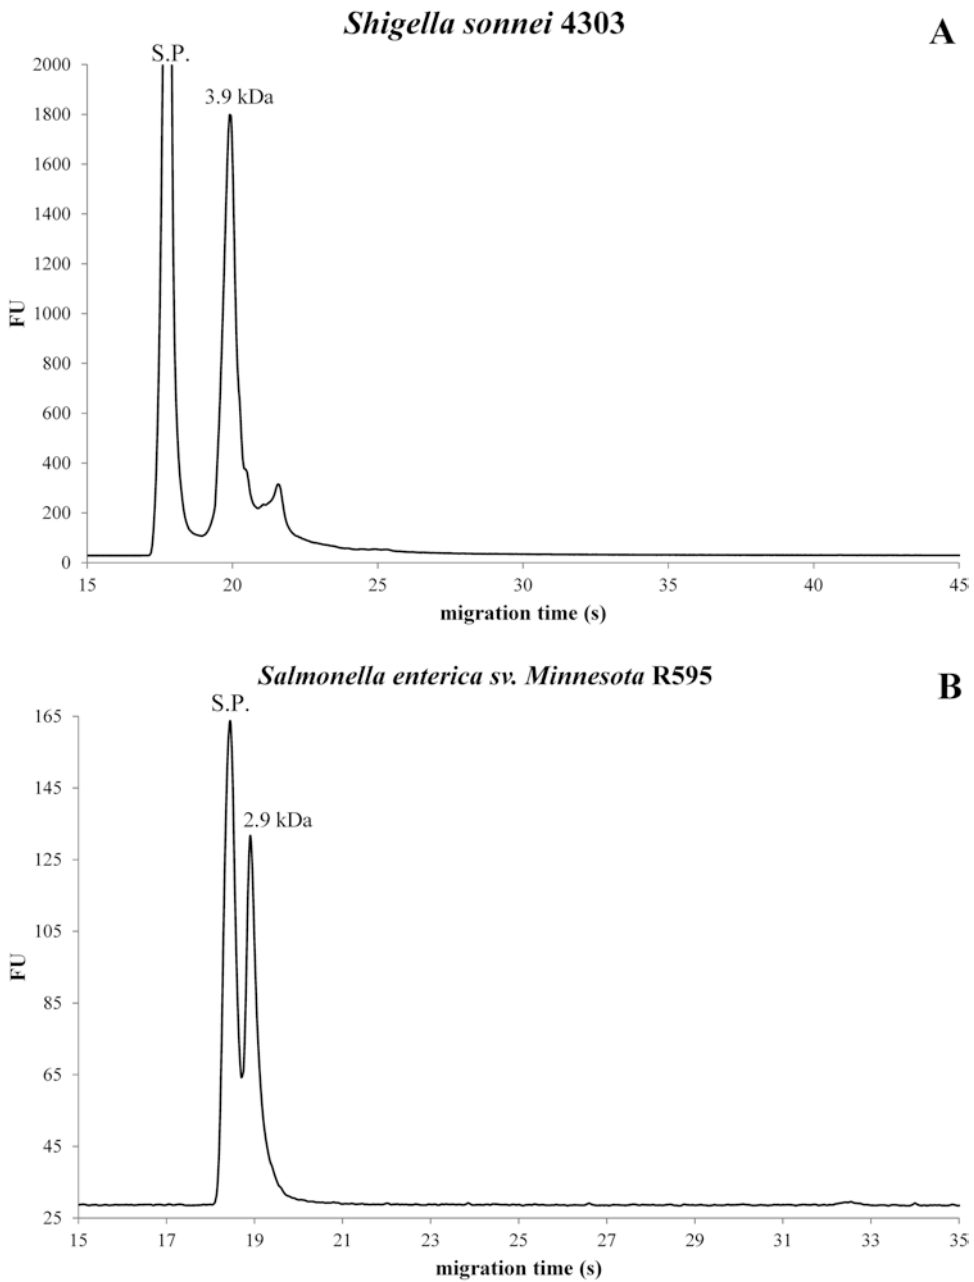 Shigella sonnei 4303
A
S.P.
2000
3.9 kDa
1800
1600
1400
1200
1000
800
600
400
200
0
FU
15 20 25 30 35 40 45
migration time (s)
Salmonella enterica sv. Minnesota R595
B
S.P.
165
145
2.9 kDa
125
105
85
65
45
25
FU
15 17 19 21 23 25 27 29 31 33 35
migration time (s)